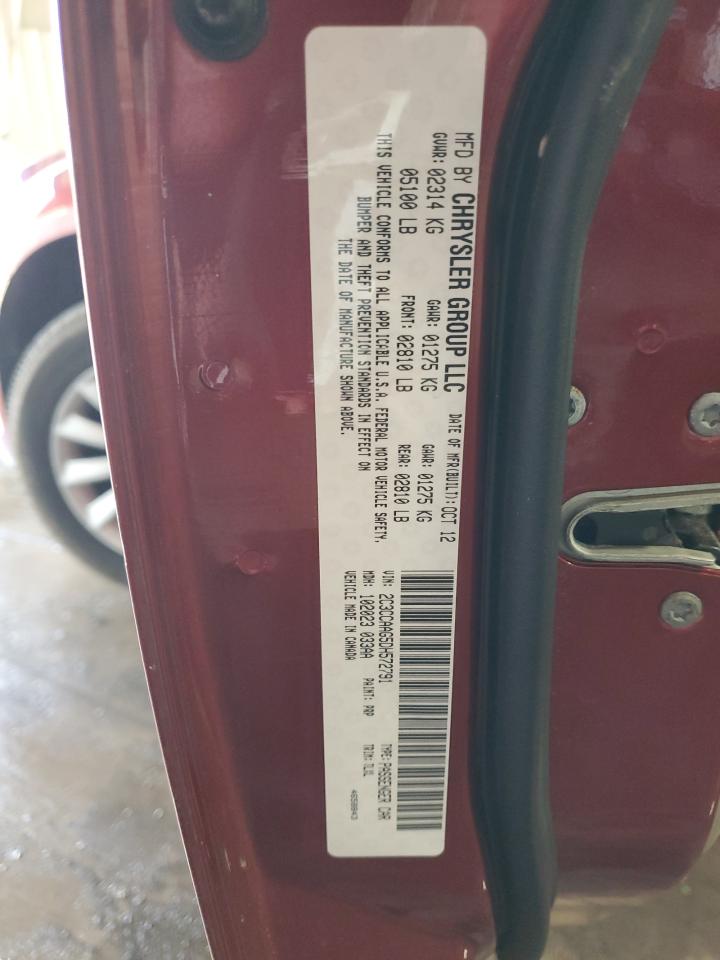 MFD BY CHRYSLER GROUP LLC DATE OF MFR(BUILT): OCT 12
GVWR: 02314 KG GAWR: 01275 KG GAWR: 01275 KG
05100 LB FRONT: 02810 LB REAR: 02810 LB
THIS VEHICLE CONFORMS TO ALL APPLICABLE U.S.A. FEDERAL MOTOR VEHICLE SAFETY,
BUMPER AND THEFT PREVENTION STANDARDS IN EFFECT ON
THE DATE OF MANUFACTURE SHOWN ABOVE.
VIN: 2C3CCAAG5DH572791 TYPE: PASSENGER CAR
MDH: 102023 033AA PAINT: PRP TRIM: TLXL
VEHICLE MADE IN CANADA 46508043